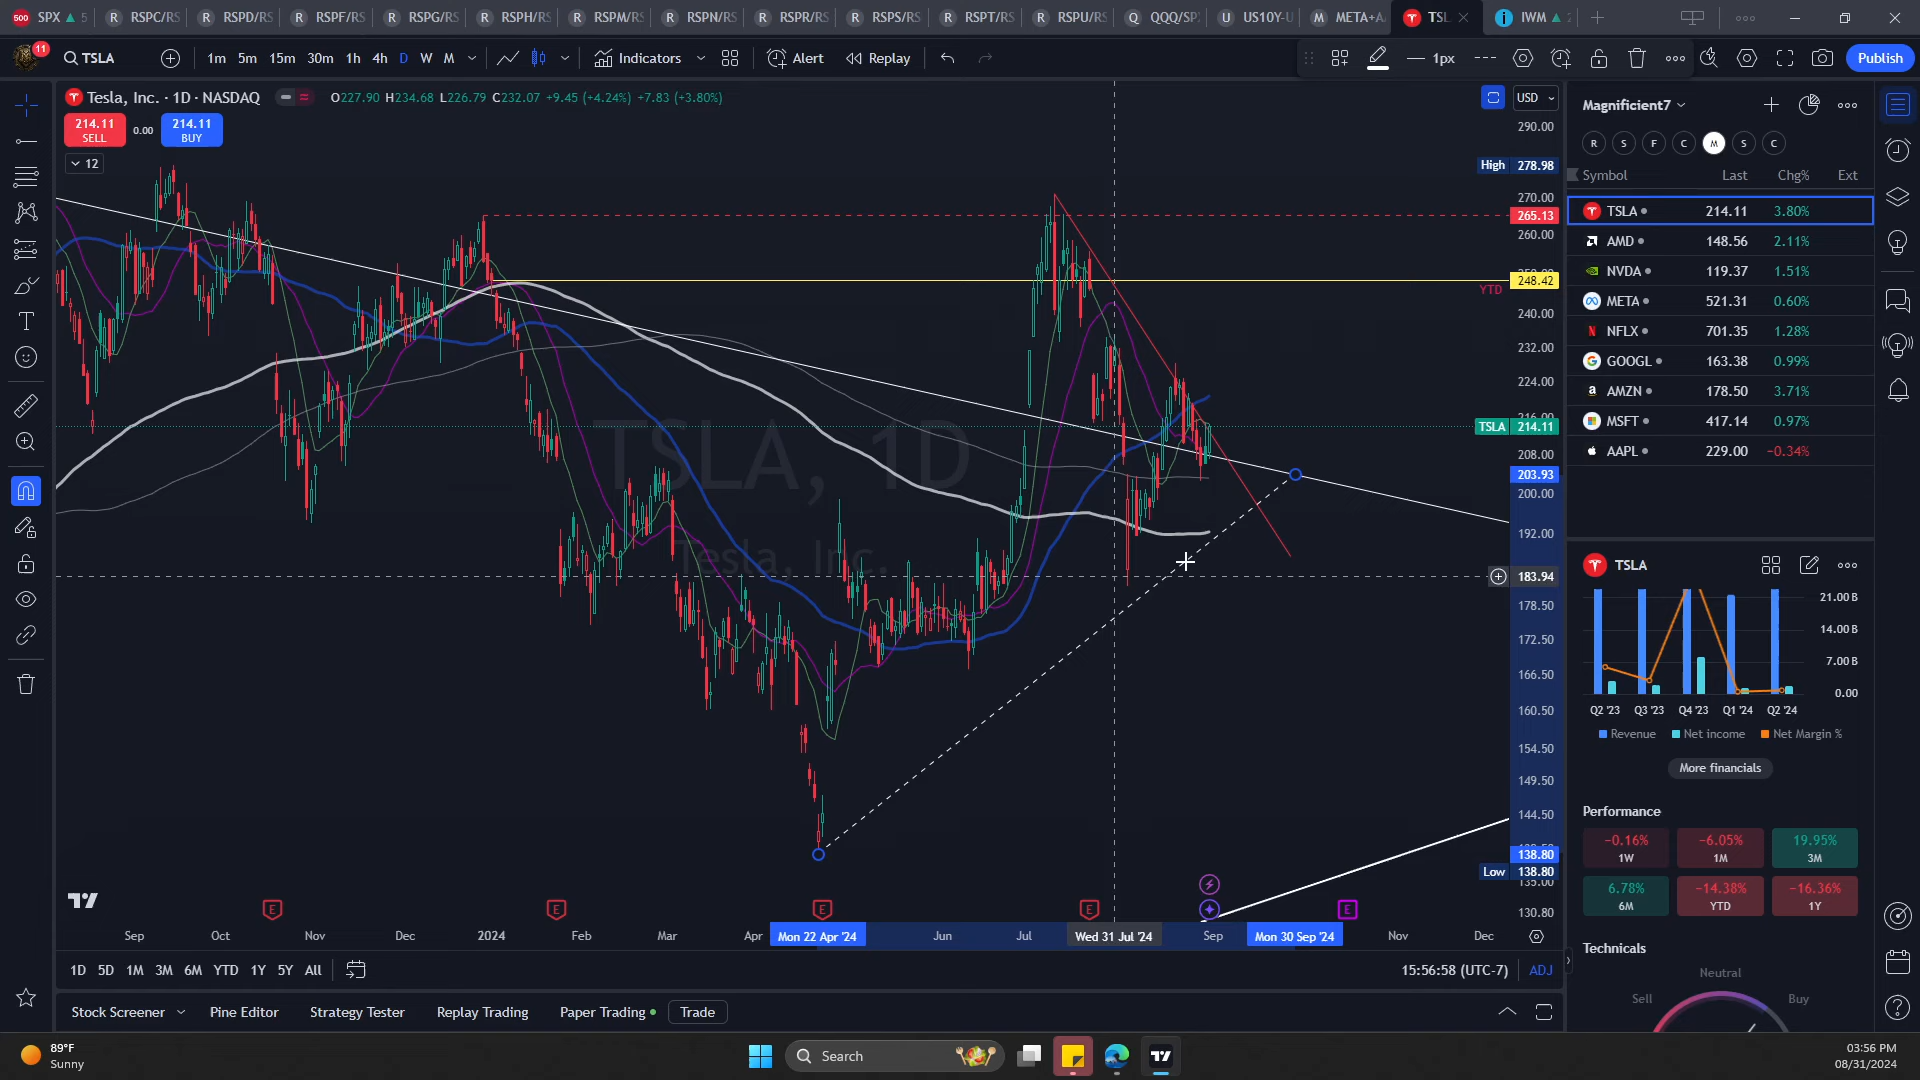 SPX ▲ 5
RSPC/RS
RSPD/RS
RSPF/RS
RSPG/RS
RSPH/RS
RSPM/RS
RSPN/RS
RSPR/RS
RSPS/RS
RSPT/RS
RSPU/RS
QQQ/SP
US10Y-U
META+A
TSL
IWM ▲
11
TSLA
1m 5m 15m 30m 1h 4h D W M
Indicators
Alert
Replay
1px
Publish
Tesla, Inc. · 1D · NASDAQ
O227.90 H234.68 L226.79 C232.07 +9.45 (+4.24%) +7.83 (+3.80%)
214.11
SELL
0.00
214.11
BUY
12
USD
290.00
High 278.98
270.00
265.13
260.00
248.42
YTD
240.00
232.00
224.00
216.00
TSLA 214.11
208.00
203.93
200.00
192.00
183.94
178.50
172.50
166.50
160.50
154.50
149.50
144.50
138.80
Low 138.80
135.00
130.80
TSLA, 1D
Tesla, Inc.
E E E E E
Sep Oct Nov Dec 2024 Feb Mar Apr Mon 22 Apr '24 Jun Jul Wed 31 Jul '24 Sep Mon 30 Sep '24 Nov Dec
1D 5D 1M 3M 6M YTD 1Y 5Y All
15:56:58 (UTC-7) ADJ
Stock Screener
Pine Editor
Strategy Tester
Replay Trading
Paper Trading
Trade
Magnificient7
R S F C M S C
Symbol Last Chg% Ext
TSLA 214.11 3.80%
AMD 148.56 2.11%
NVDA 119.37 1.51%
META 521.31 0.60%
NFLX 701.35 1.28%
GOOGL 163.38 0.99%
AMZN 178.50 3.71%
MSFT 417.14 0.97%
AAPL 229.00 −0.34%
TSLA
21.00 B
14.00 B
7.00 B
0.00
Q2 '23 Q3 '23 Q4 '23 Q1 '24 Q2 '24
Revenue Net income Net Margin %
More financials
Performance
−0.16%
1W
−6.05%
1M
19.95%
3M
6.78%
6M
−14.38%
YTD
−16.36%
1Y
Technicals
Neutral
Sell
Buy
89°F
Sunny
Search
03:56 PM
08/31/2024